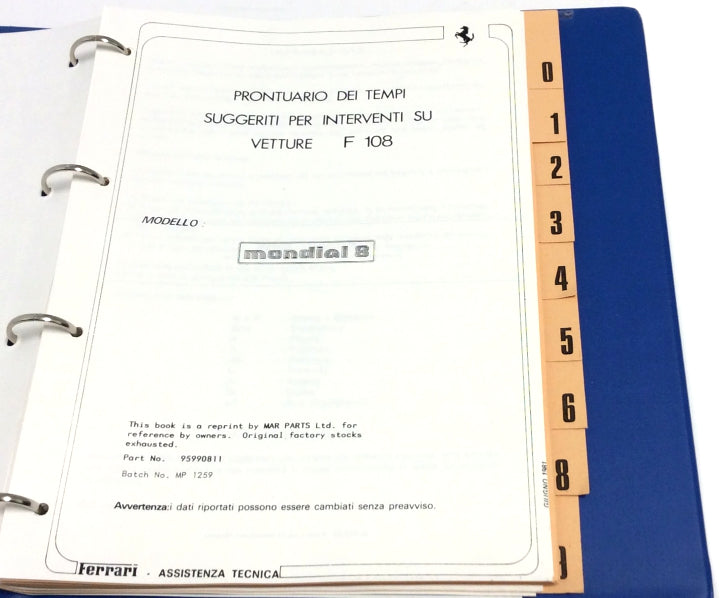 PRONTUARIO DEI TEMPI
SUGGERITI PER INTERVENTI SU
VETTURE F 108
MODELLO :
mondial 8
This book is a reprint by MAR PARTS Ltd. for
reference by owners. Original factory stocks
exhausted.
Part No. 95990811
Batch No. MP 1259
Avvertenza:i dati riportati possono essere cambiati senza preavviso.
GIUGNO 1981
Ferrari - ASSISTENZA TECNICA
0
1
2
3
4
5
6
8